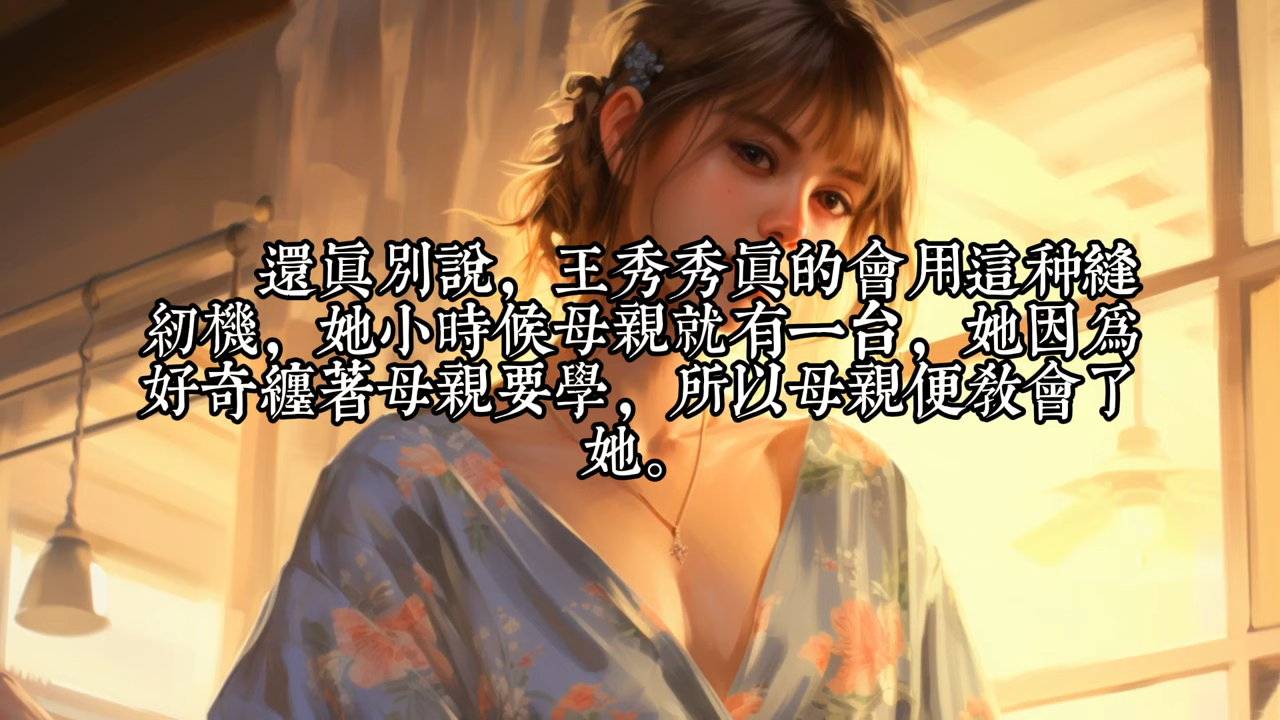 還眞別說，王秀秀眞的會用這种縫
紉機，她小時候母親就有一台，她因爲
好奇纏著母親要學，所以母親便敎會了
她。